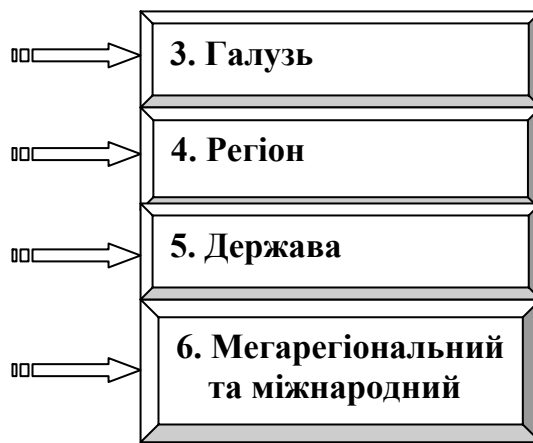 3. Галузь
4. Регіон
5. Держава
6. Мегарегіональний
та міжнародний